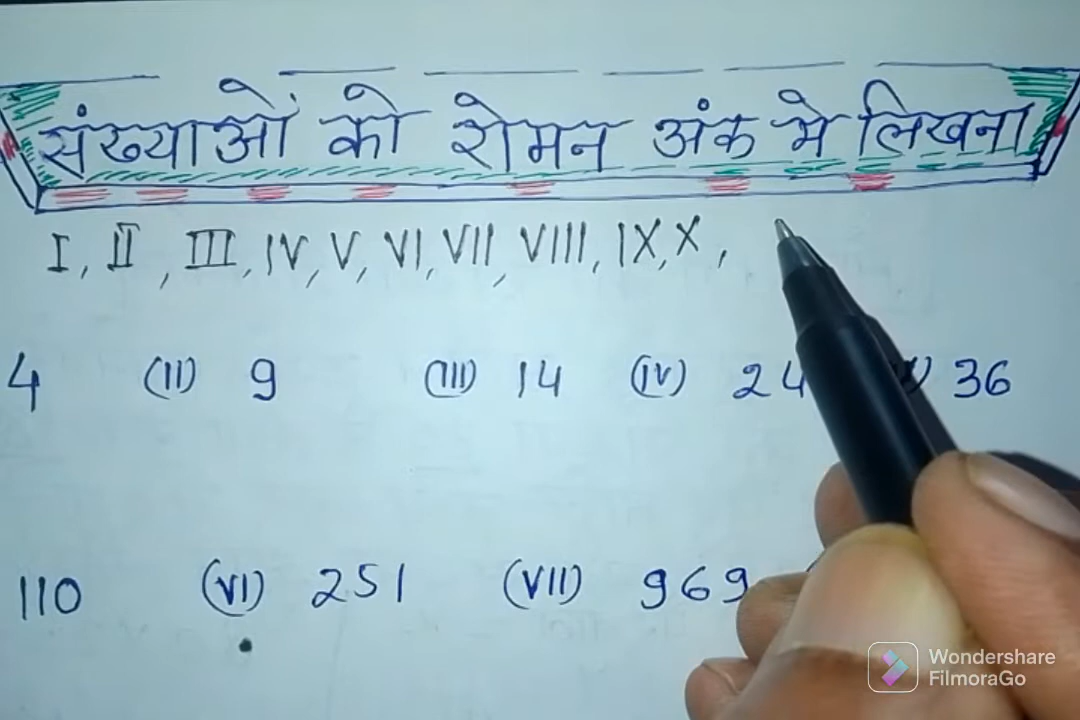 संख्याओं को रोमन अंक मे लिखना
I, II, III, IV, V, VI, VII, VIII, IX, X,
4 (II) 9 (III) 14 (IV) 24 36
110 (VI) 251 (VII) 969
Wondershare
FilmoraGo